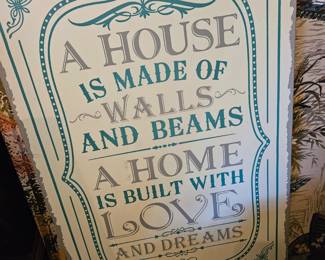 A HOUSE
IS MADE OF
WALLS
AND BEAMS
A HOME
IS BUILT WITH
LOVE
AND DREAMS